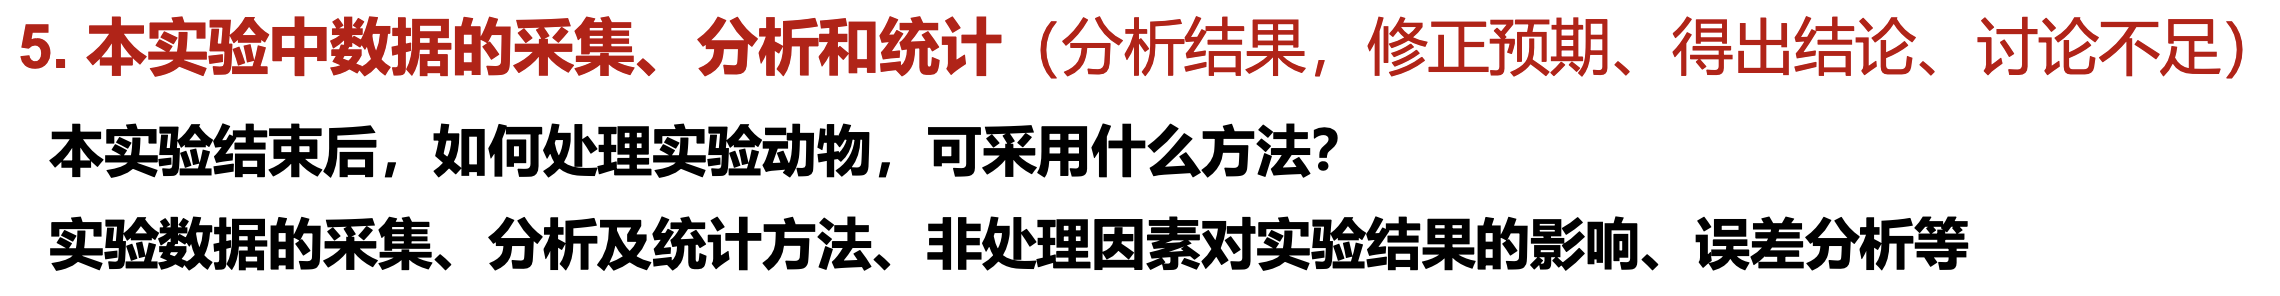 5. 本实验中数据的采集、分析和统计（分析结果，修正预期、得出结论、讨论不足）
本实验结束后，如何处理实验动物，可采用什么方法？
实验数据的采集、分析及统计方法、非处理因素对实验结果的影响、误差分析等